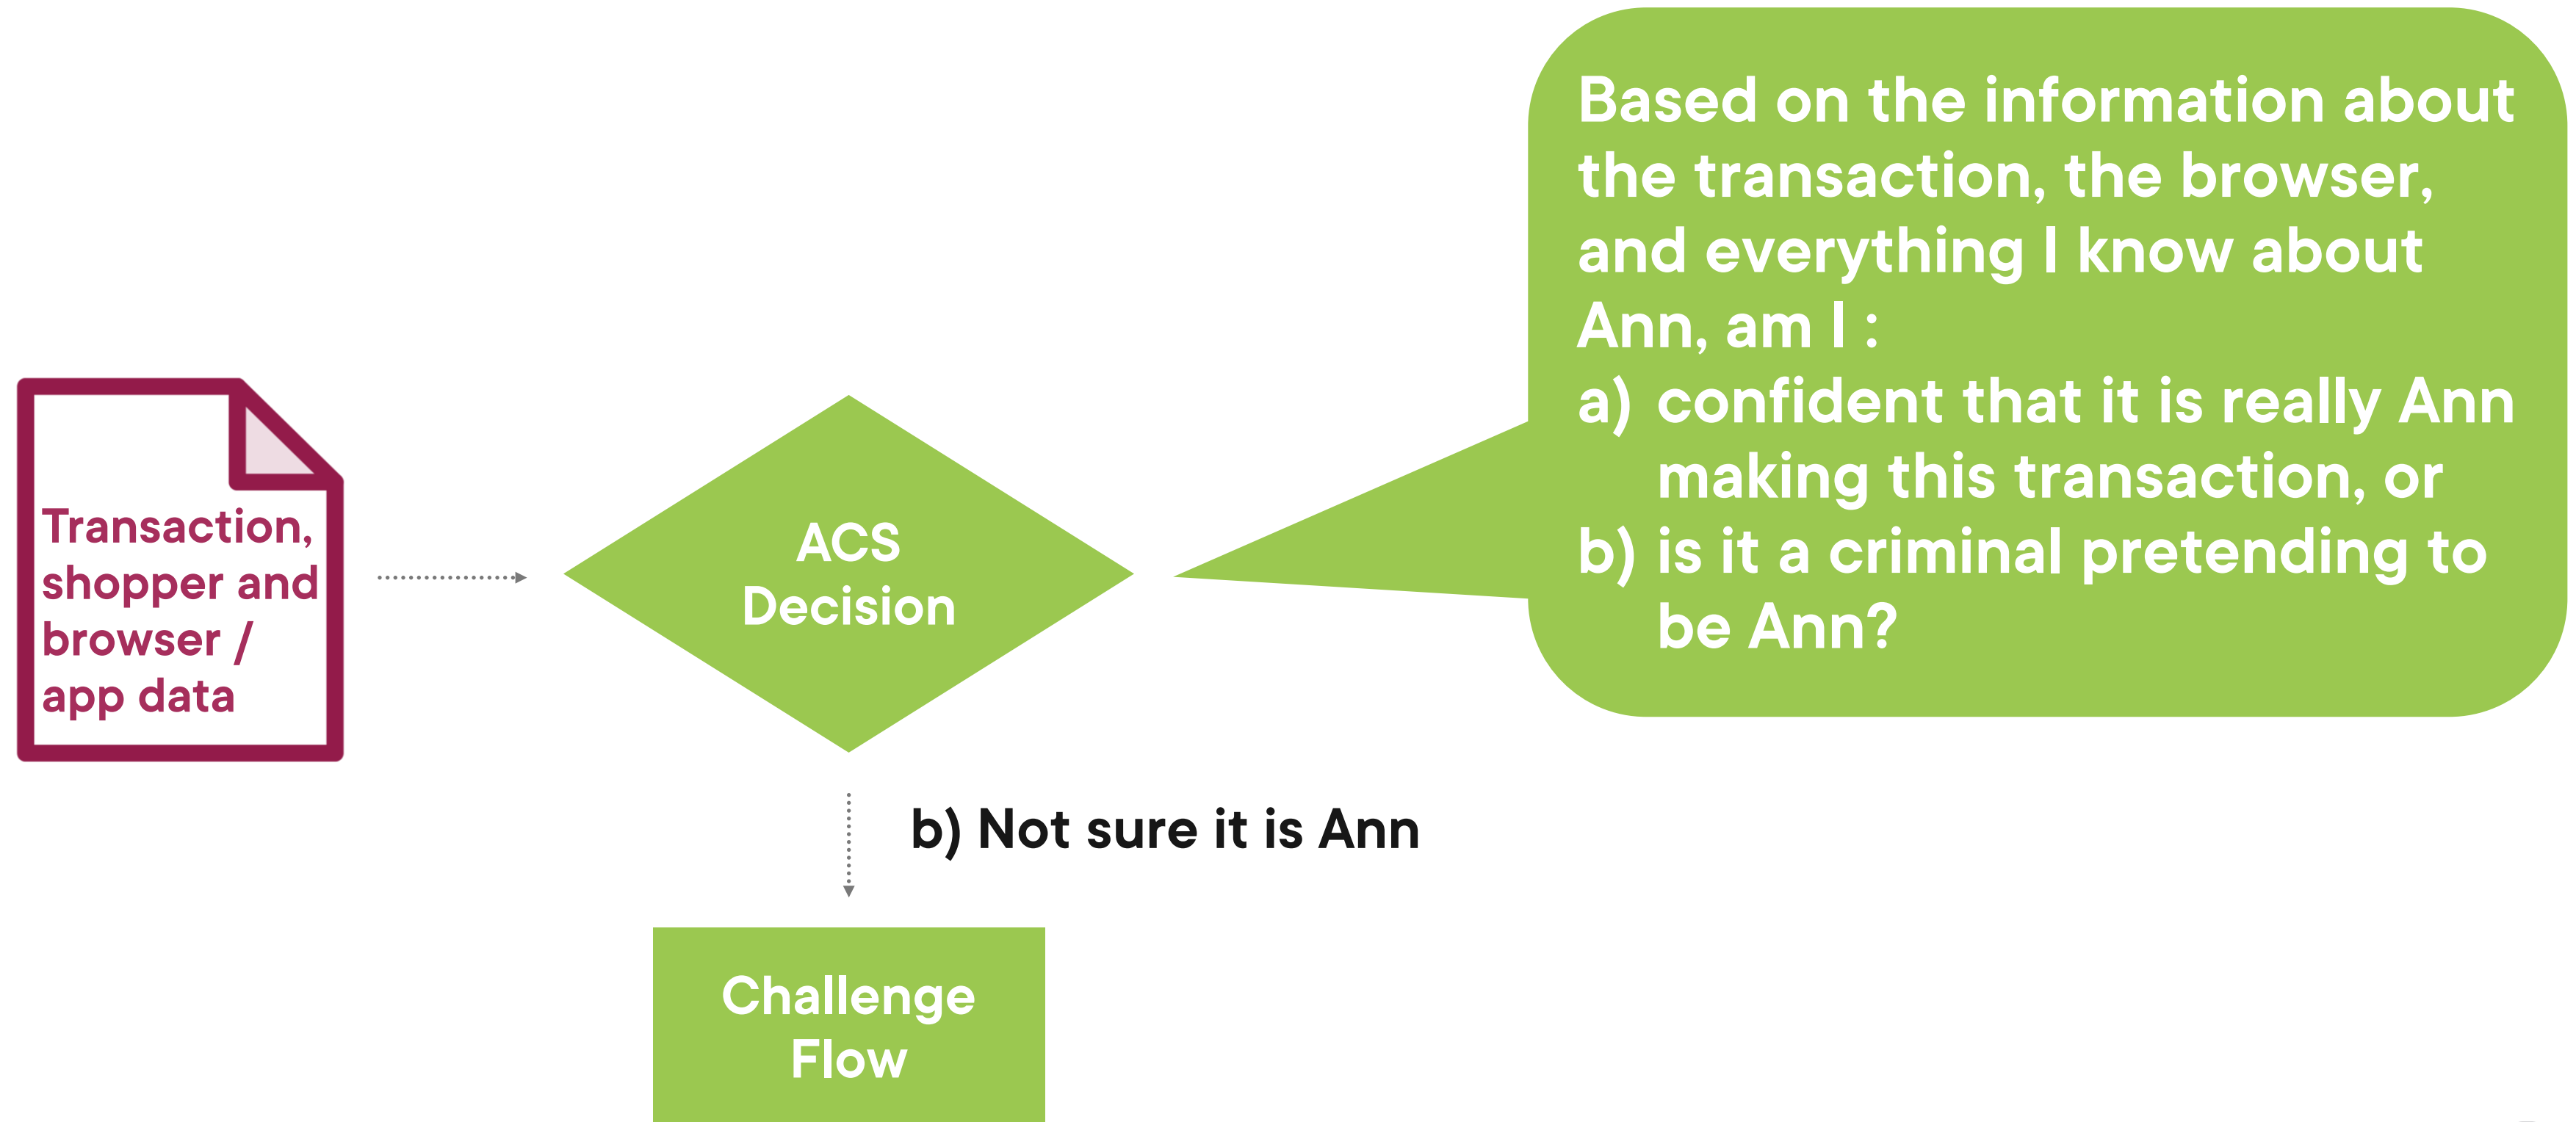 Based on the information about
the transaction, the browser,
and everything I know about
Ann, am I :
a) confident that it is really Ann
making this transaction, or
b) is it a criminal pretending to
be Ann?
Transaction,
shopper and
browser /
app data
ACS
Decision
b) Not sure it is Ann
Challenge
Flow